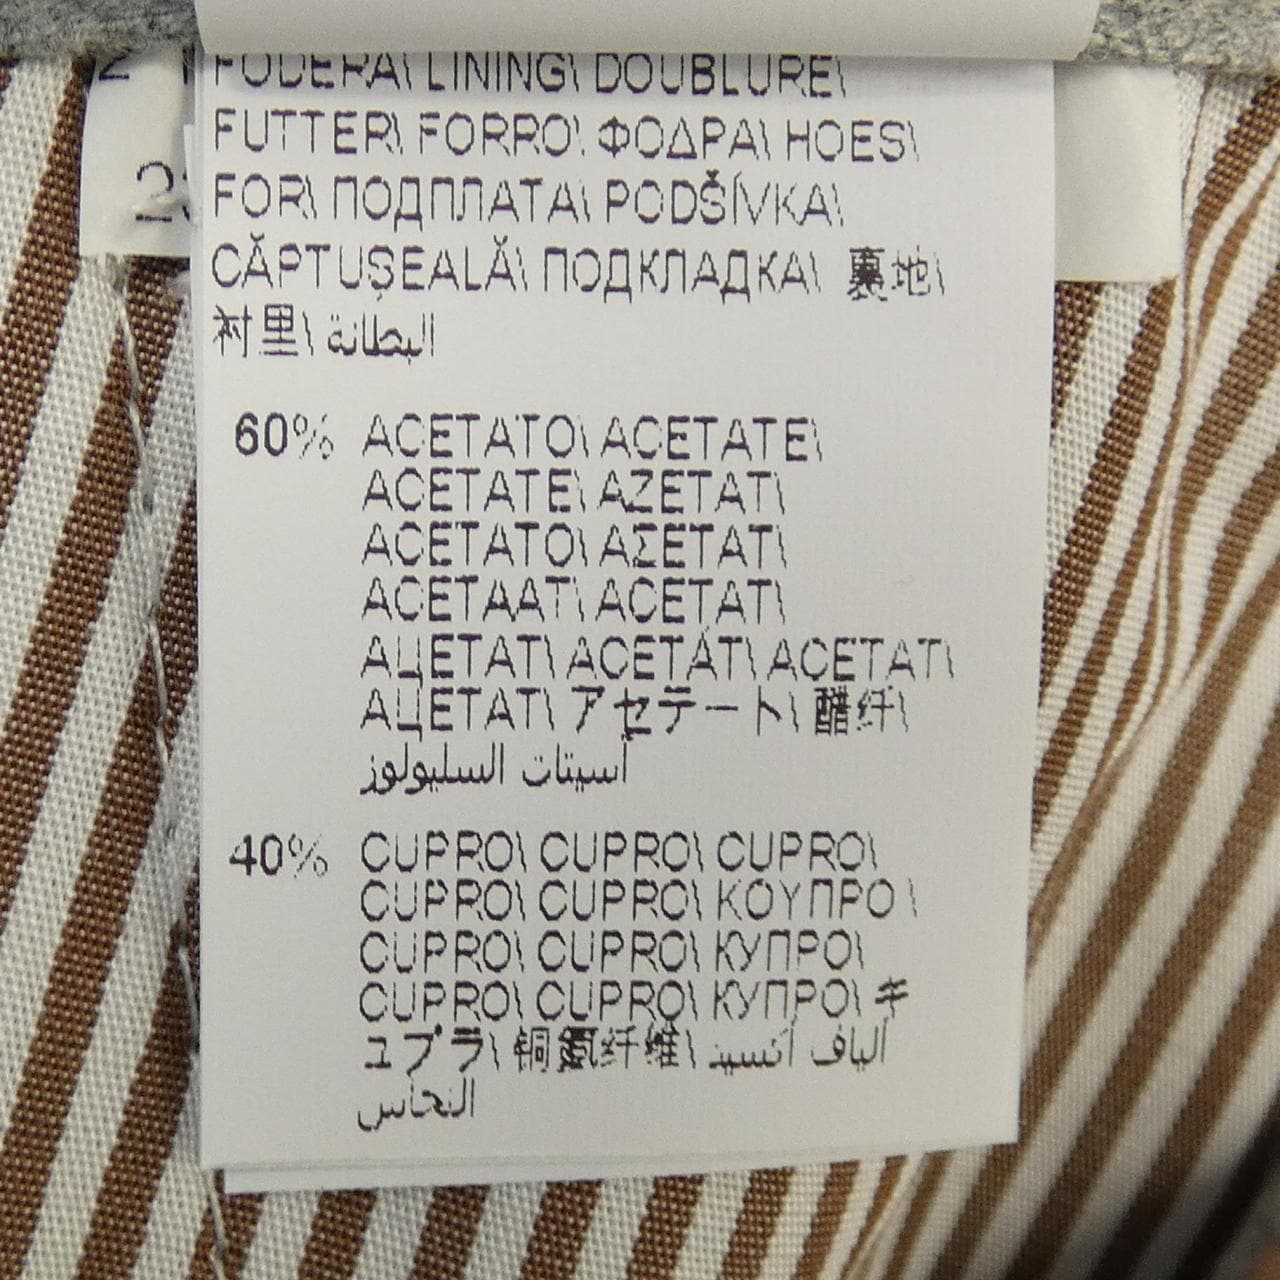 FODERA\ LINING\ DOUBLURE\
FUTTER\ FORRO\ ΦΟΔΡΑ\ HOES\
FOR\ ПОДПЛАТА\ PODŠÍVKA\
CĂPTUȘEALĂ\ ПОДКЛАДКА\ 裏地\
衬里\ البطانة
60% ACETATO\ ACETATE\
ACETATE\ AZETAT\
ACETATO\ ΑΣΕΤΑΤ\
ACETAAT\ ACETAT\
АЦЕТАТ\ ACETÁT\ ACETAT\
АЦЕТАТ\ アセテート\ 醋纤\
أسيتات السليولوز
40% CUPRO\ CUPRO\ CUPRO\
CUPRO\ CUPRO\ ΚΟΥΠΡΟ \
CUPRO\ CUPRO\ КУПРО\
CUPRO\ CUPRO\ КУПРО\ キ
ュプラ\ 铜氨纤维\ ألياف أكسيد
النحاس